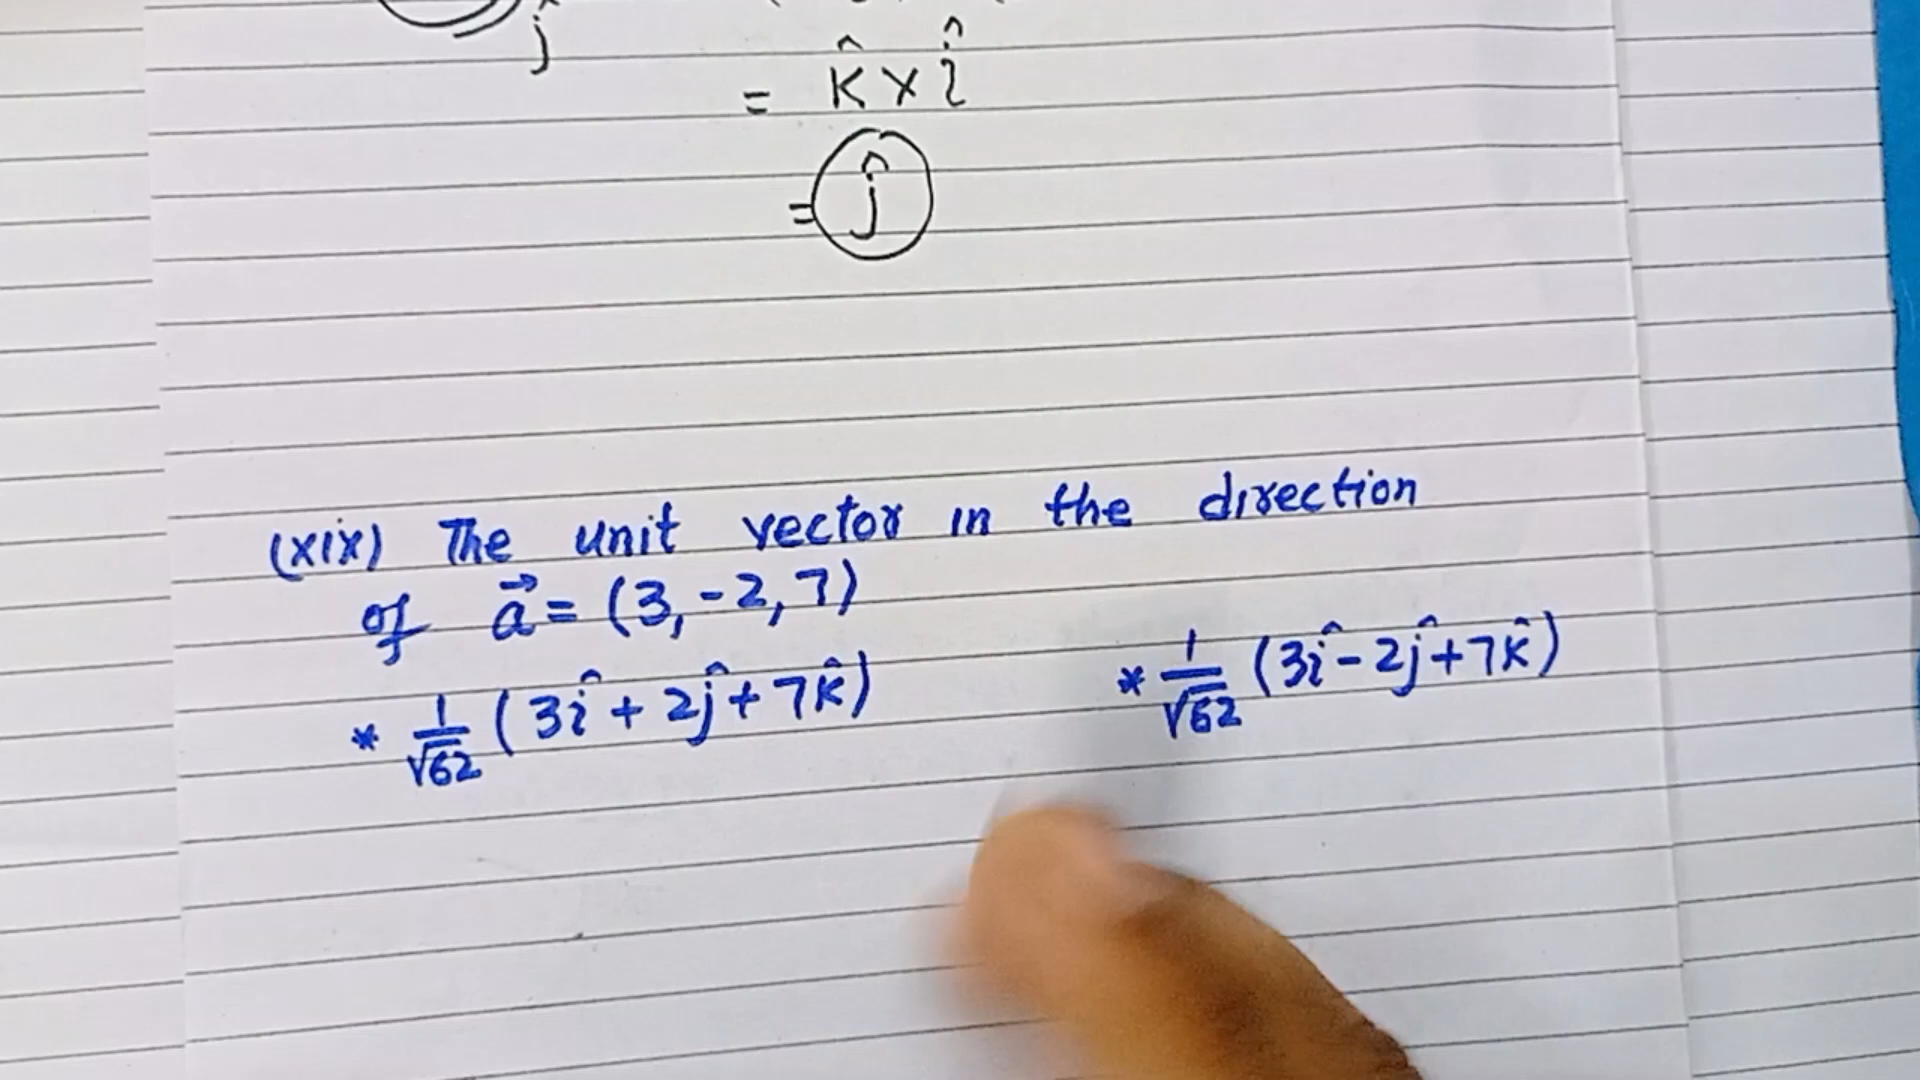 ĵ
= k̂ × î
= ĵ
(xix) The unit vector in the direction
of a⃗ = (3, -2, 7)
* 1/√62 (3î + 2ĵ + 7k̂)
* 1/√62 (3î - 2ĵ + 7k̂)